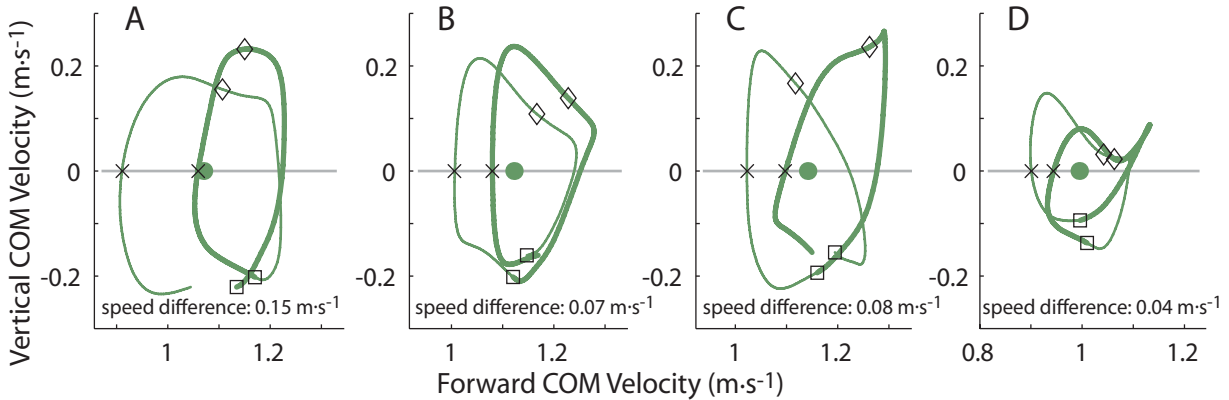 A B C D
Vertical COM Velocity (m·s-1)
0.2 0.2 0.2 0.2
0 0 0 0
-0.2 -0.2 -0.2 -0.2
speed difference: 0.15 m·s-1 speed difference: 0.07 m·s-1 speed difference: 0.08 m·s-1 speed difference: 0.04 m·s-1
1 1.2 1 1.2 1 1.2 0.8 1 1.2
Forward COM Velocity (m·s-1)